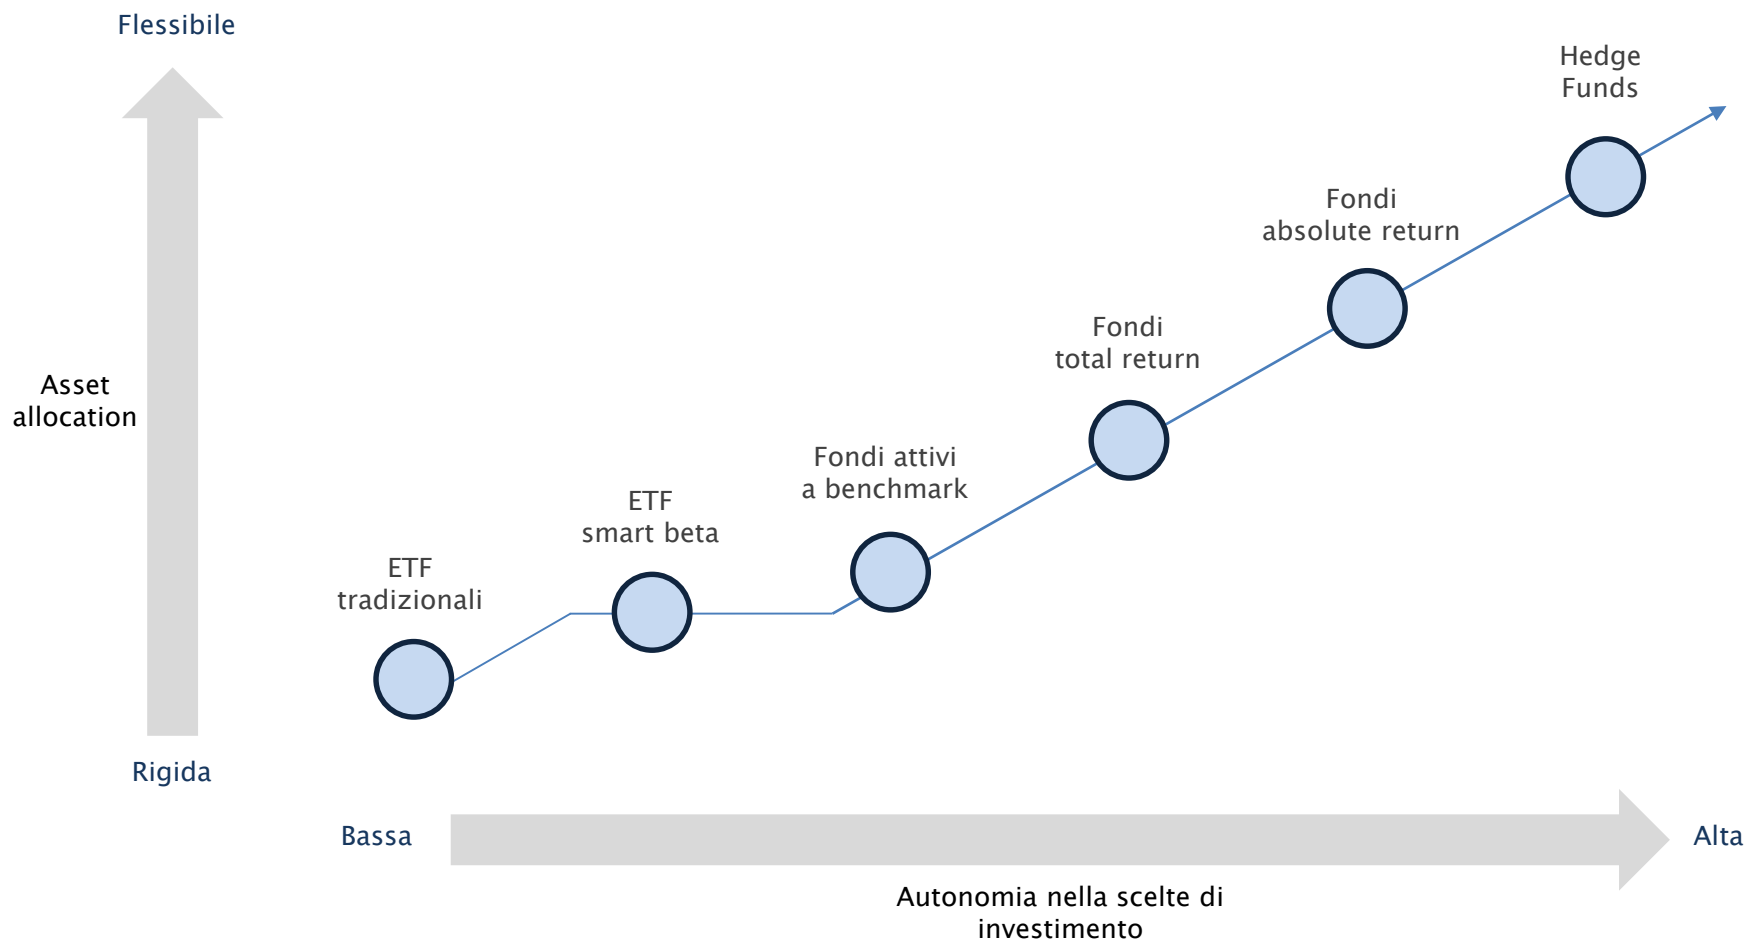 Flessibile
Hedge
Funds
Fondi
absolute return
Fondi
total return
Asset
allocation
Fondi attivi
a benchmark
ETF
smart beta
ETF
tradizionali
Rigida
Bassa
Alta
Autonomia nella scelte di
investimento